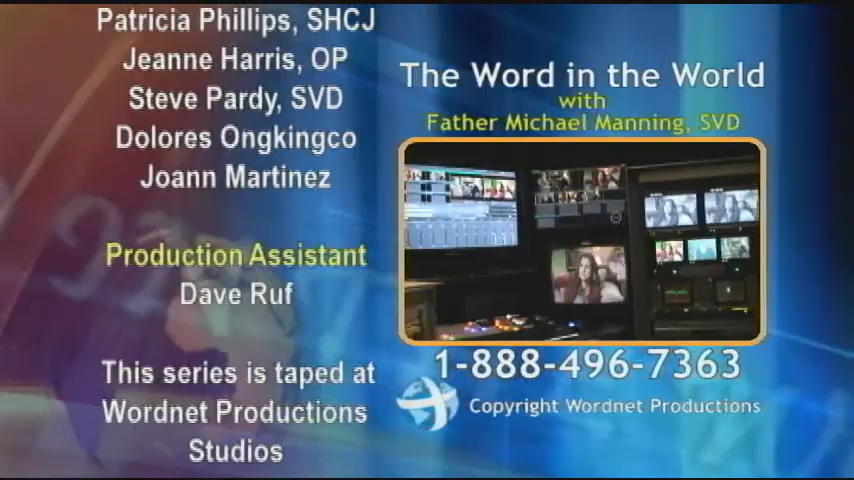 Patricia Phillips, SHCJ
Jeanne Harris, OP
Steve Pardy, SVD
Dolores Ongkingco
Joann Martinez
Production Assistant
Dave Ruf
This series is taped at
Wordnet Productions
Studios
The Word in the World
with
Father Michael Manning, SVD
1-888-496-7363
Copyright Wordnet Productions